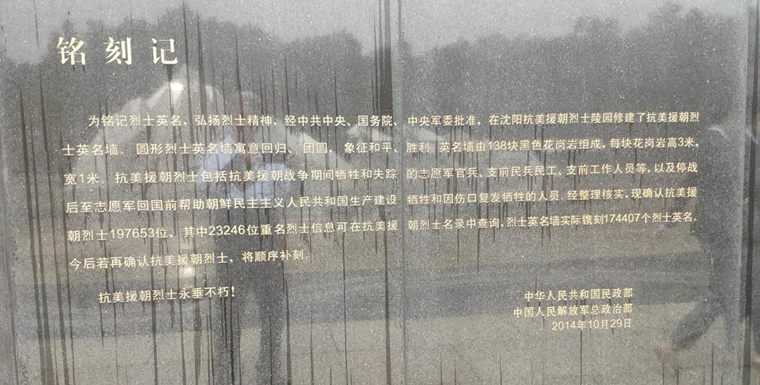 铭刻记
为铭记烈士英名、弘扬烈士精神，经中共中央、国务院、中央军委批准，在沈阳抗美援朝烈士陵园修建了抗美援朝烈
士英名墙。圆形烈士英名墙寓意回归、团圆，象征和平、胜利 英名墙由138块黑色花岗岩组成，每块花岗岩高3米，
宽1米。抗美援朝烈士包括抗美援朝战争期间牺牲和失踪的志愿军官兵、支前民兵民工、支前工作人员等，以及停战
后至志愿军回国前帮助朝鲜民主主义人民共和国生产建设牺牲和因伤口复发牺牲的人员。经整理核实，现确认抗美援
朝烈士197653位，其中23246位重名烈士信息可在抗美援朝烈士名录中查询，烈士英名墙实际镌刻174407个烈士英名。
今后若再确认抗美援朝烈士，将顺序补刻。
抗美援朝烈士永垂不朽！
中华人民共和国民政部
中国人民解放军总政治部
2014年10月29日